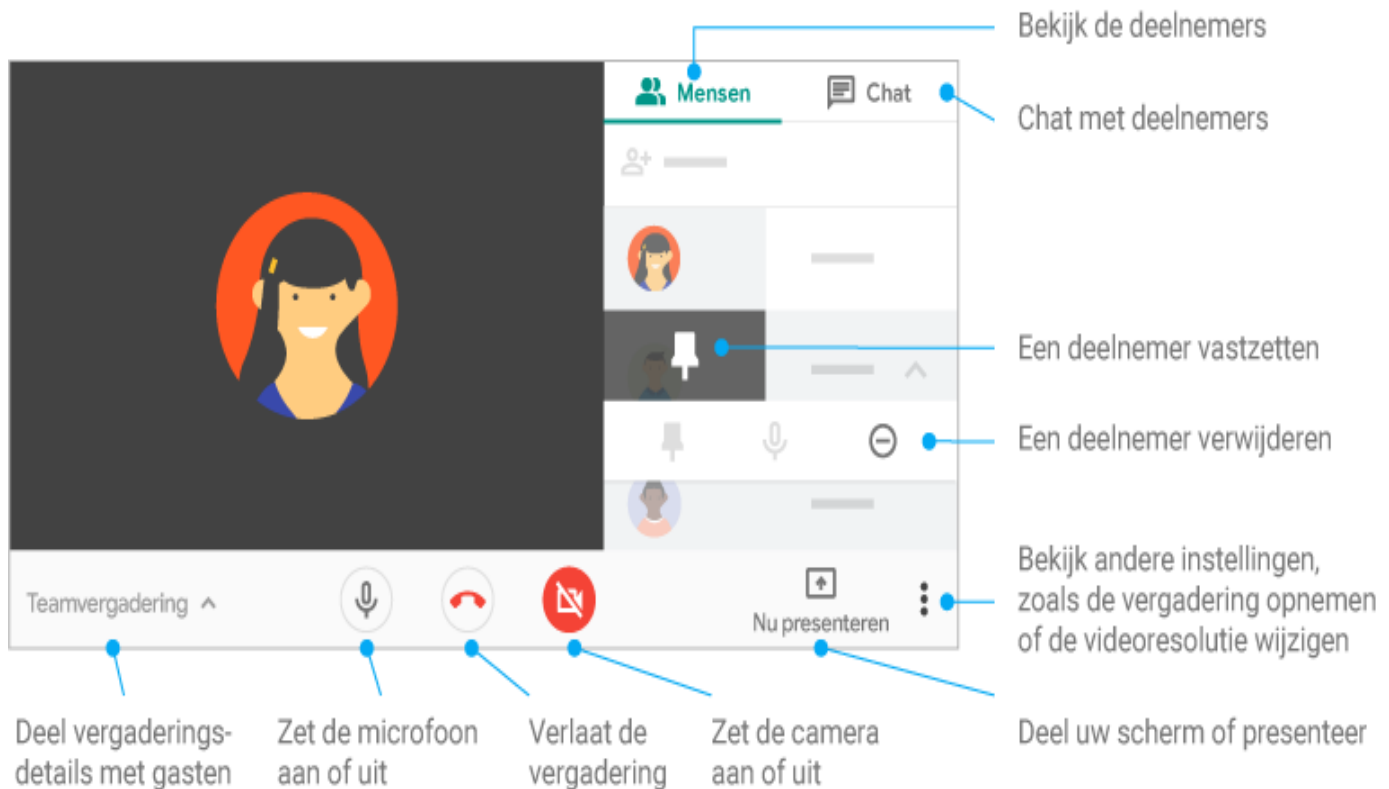 Bekijk de deelnemers
Mensen
Chat
Chat met deelnemers
Een deelnemer vastzetten
Een deelnemer verwijderen
Bekijk andere instellingen,
zoals de vergadering opnemen
of de videoresolutie wijzigen
Teamvergadering
Nu presenteren
Deel vergaderings-
details met gasten
Zet de microfoon
aan of uit
Verlaat de
vergadering
Zet de camera
aan of uit
Deel uw scherm of presenteer